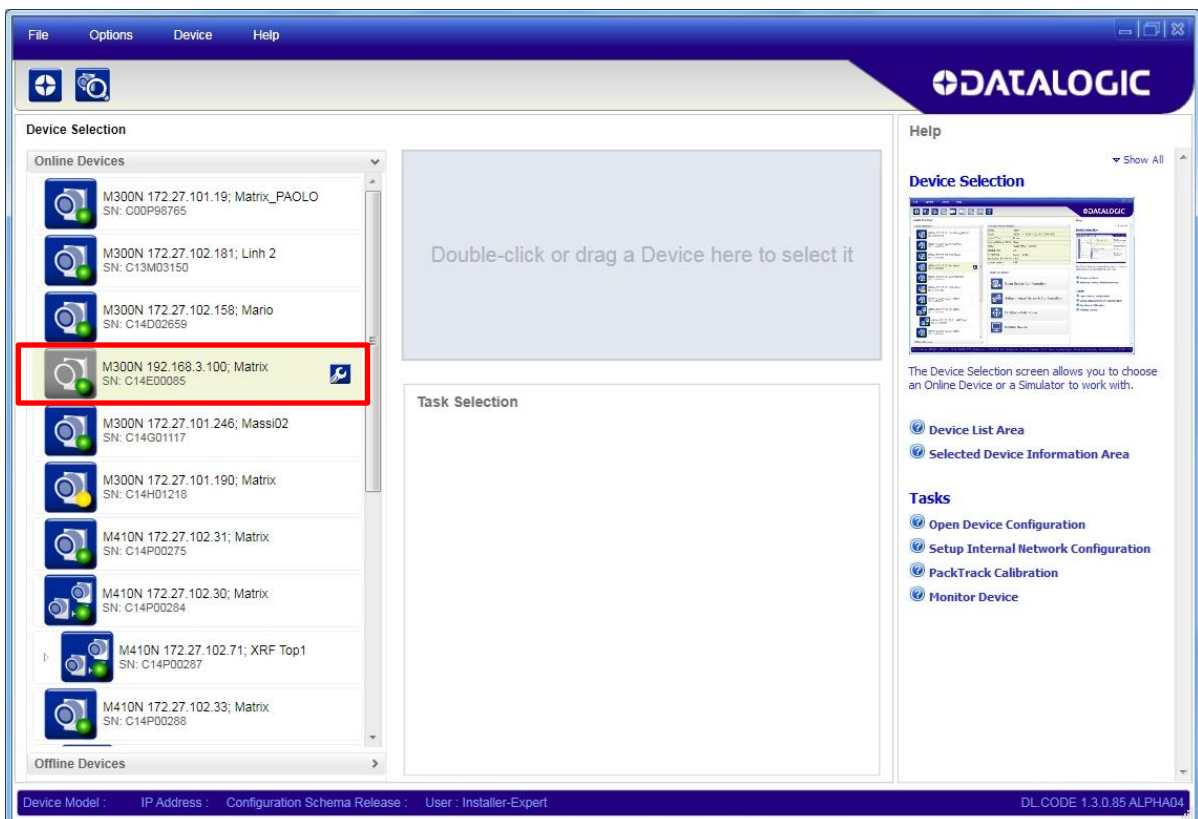 File Options Device Help
DATALOGIC
Device Selection
Online Devices
M300N 172.27.101.19; Matrix_PAOLO
SN: C00P98765
M300N 172.27.102.181; Linh 2
SN: C13M03150
M300N 172.27.102.158; Mario
SN: C14D02659
M300N 192.168.3.100; Matrix
SN: C14E00085
M300N 172.27.101.246; Massi02
SN: C14G01117
M300N 172.27.101.190; Matrix
SN: C14H01218
M410N 172.27.102.31; Matrix
SN: C14P00275
M410N 172.27.102.30; Matrix
SN: C14P00284
M410N 172.27.102.71; XRF Top1
SN: C14P00287
M410N 172.27.102.33; Matrix
SN: C14P00288
Offline Devices
Double-click or drag a Device here to select it
Task Selection
Help
Show All
Device Selection
DATALOGIC
The Device Selection screen allows you to choose
an Online Device or a Simulator to work with.
Device List Area
Selected Device Information Area
Tasks
Open Device Configuration
Setup Internal Network Configuration
PackTrack Calibration
Monitor Device
Device Model : IP Address : Configuration Schema Release : User : Installer-Expert DL.CODE 1.3.0.85 ALPHA04